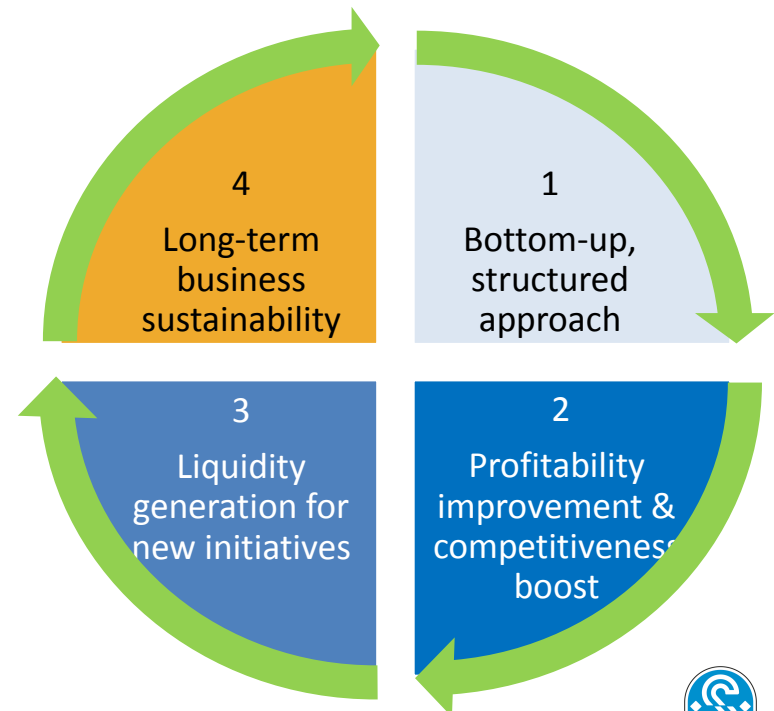 1
Bottom-up,
structured
approach
2
Profitability
improvement &
competitiveness
boost
3
Liquidity
generation for
new initiatives
4
Long-term
business
sustainability